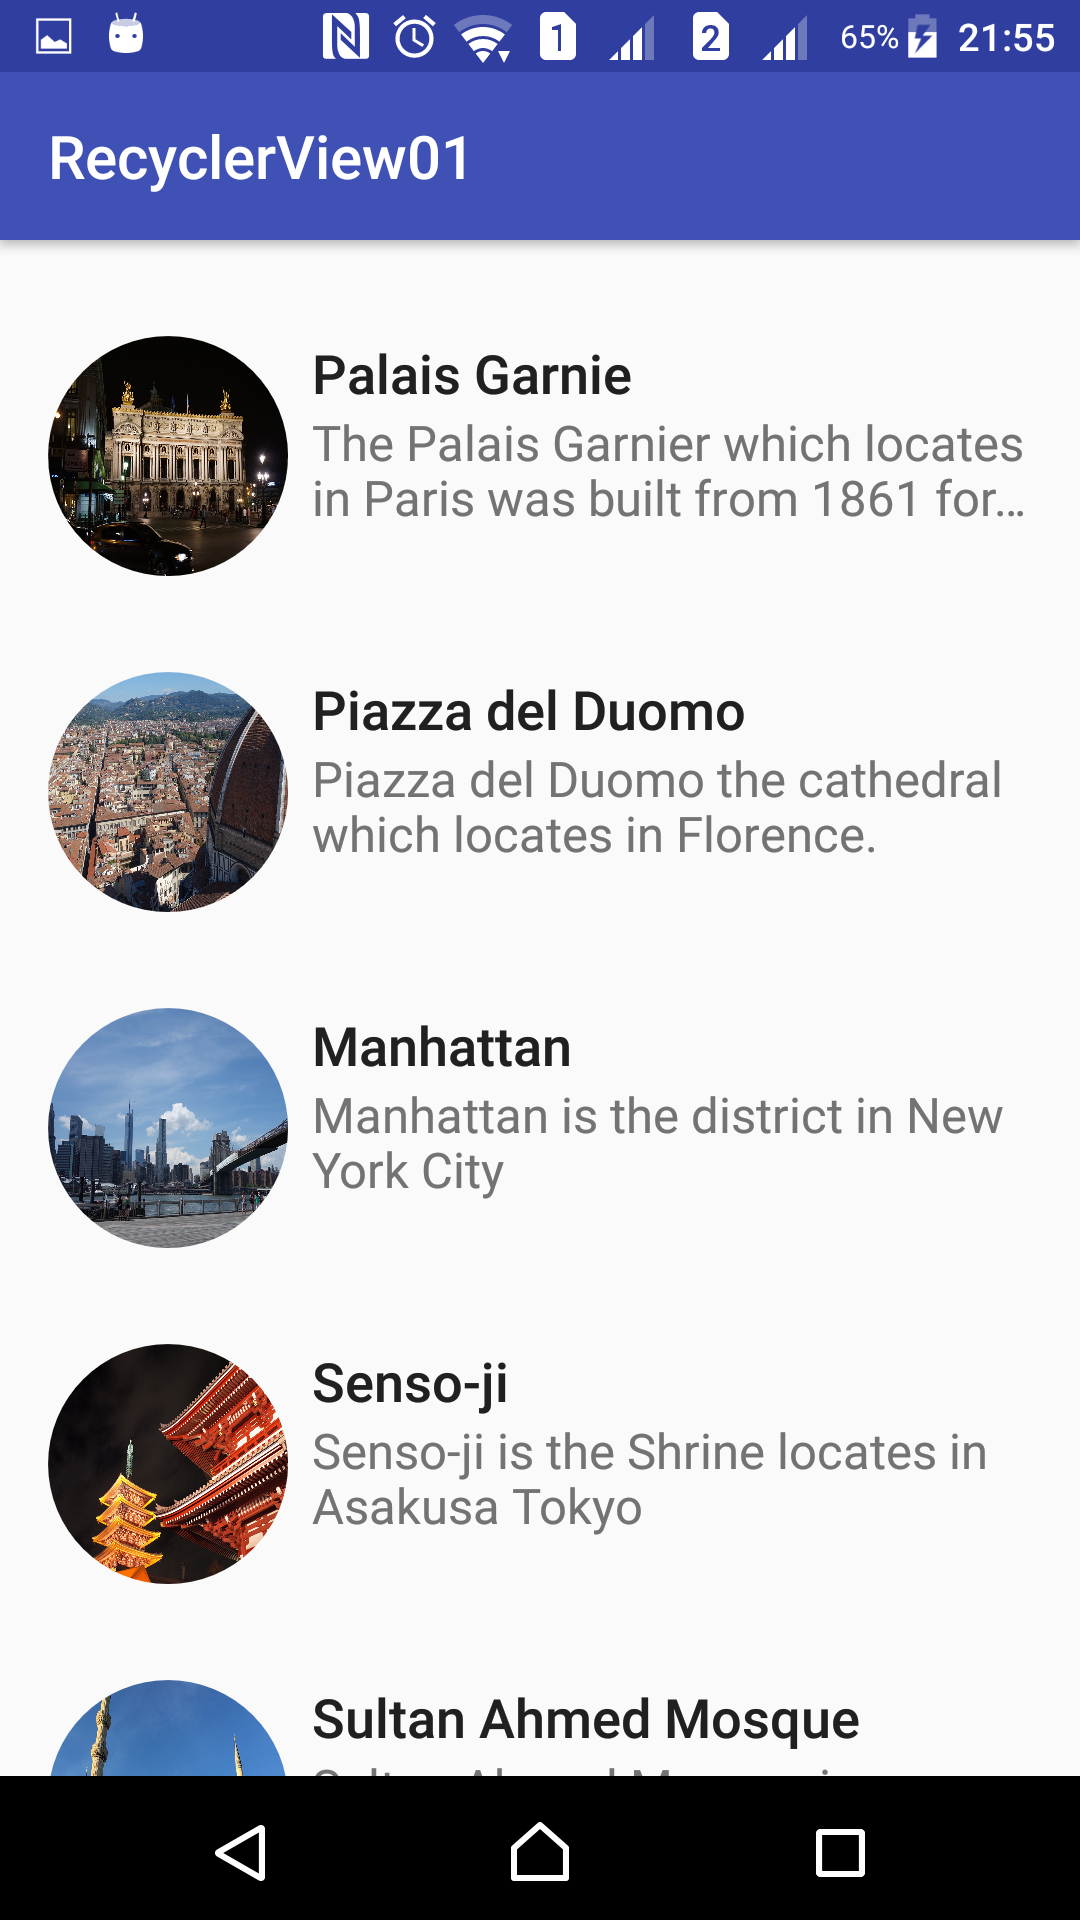 1 2 65% 21:55
RecyclerView01
Palais Garnie
The Palais Garnier which locates
in Paris was built from 1861 for…
Piazza del Duomo
Piazza del Duomo the cathedral
which locates in Florence.
Manhattan
Manhattan is the district in New
York City
Senso-ji
Senso-ji is the Shrine locates in
Asakusa Tokyo
Sultan Ahmed Mosque